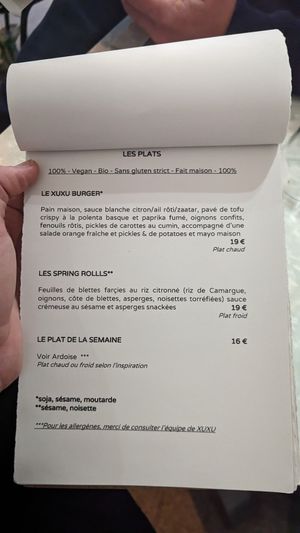 LES PLATS
100% - Vegan - Bio - Sans gluten strict - Fait maison - 100%
LE XUXU BURGER*
Pain maison, sauce blanche citron/ail rôti/zaatar, pavé de tofu
crispy à la polenta basque et paprika fumé, oignons confits,
fenouils rôtis, pickles de carottes au cumin, accompagné d'une
salade orange fraîche et pickles & de potatoes et mayo maison
19 €
Plat chaud
LES SPRING ROLLLS**
Feuilles de blettes farçies au riz citronné (riz de Camargue,
oignons, côte de blettes, asperges, noisettes torréfiées) sauce
crémeuse au sésame et asperges snackées
19 €
Plat froid
LE PLAT DE LA SEMAINE 16 €
Voir Ardoise ***
Plat chaud ou froid selon l'inspiration
*soja, sésame, moutarde
**sésame, noisette
***Pour les allergènes, merci de consulter l'équipe de XUXU